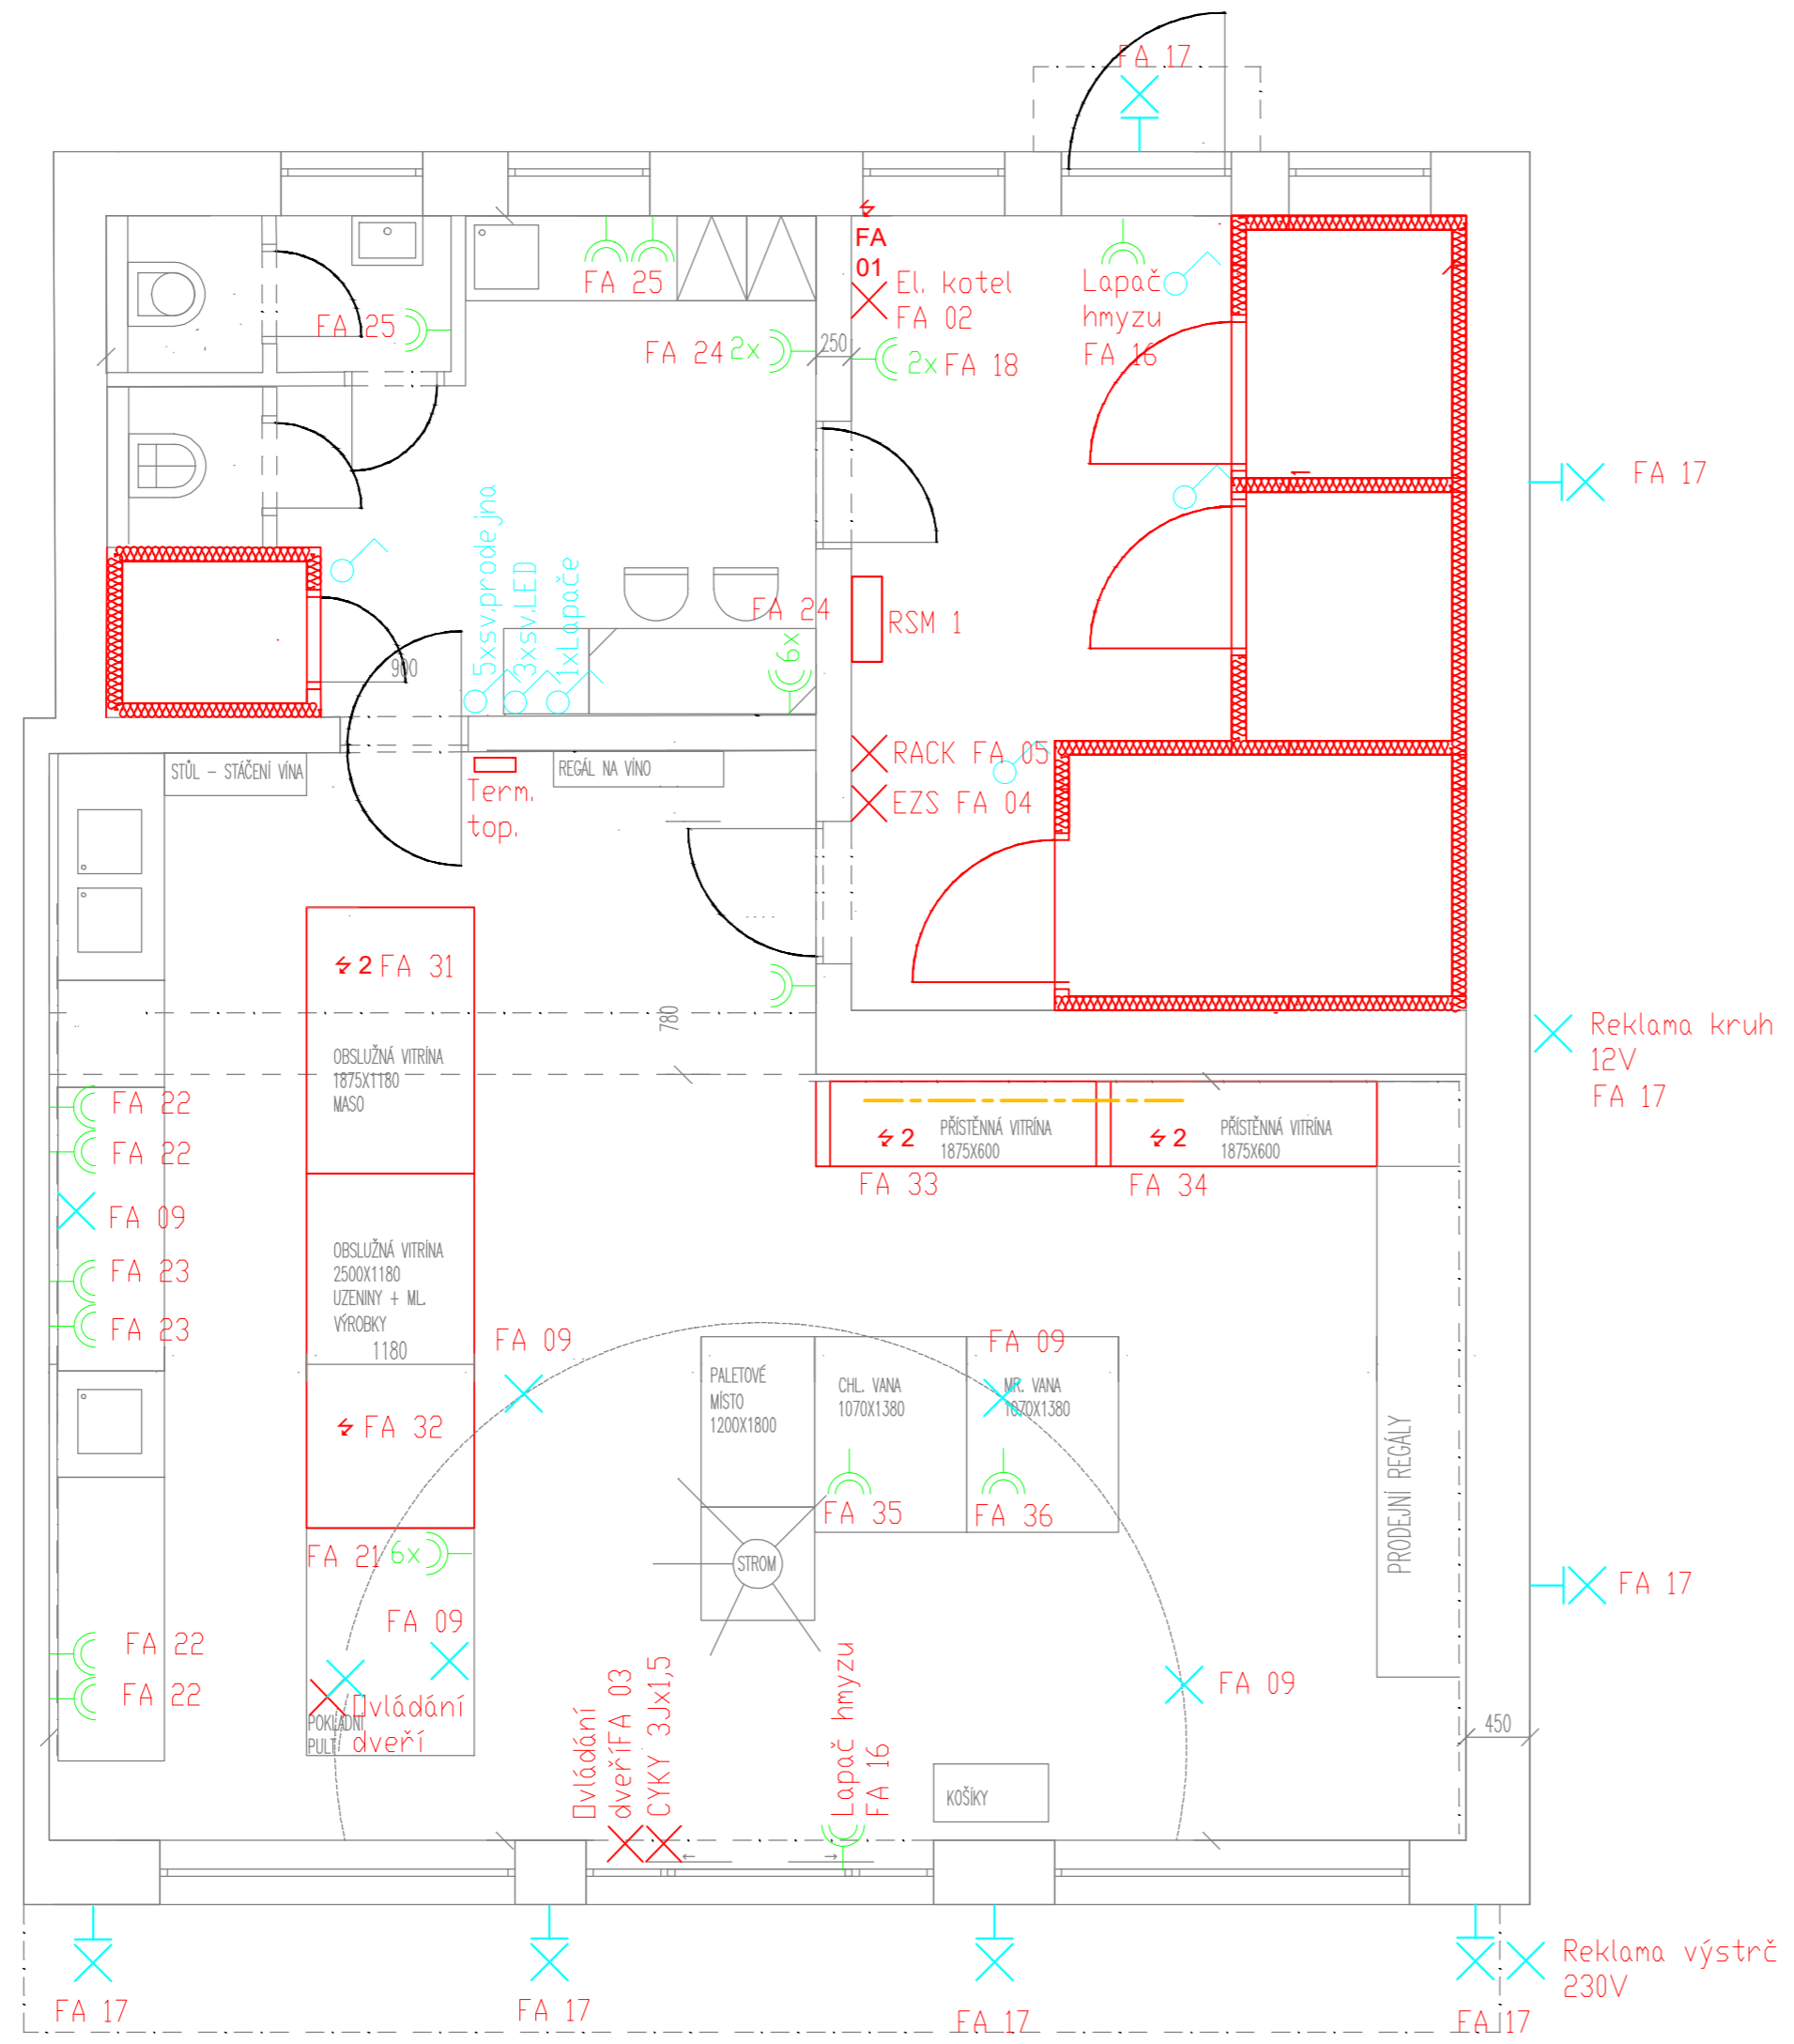 FA 17
FA
01
El. kotel
FA 02
FA 25
Lapač
hmyzu
FA 16
FA 25
FA 24 2x
250
2x FA 18
FA 17
5xsv.prodejna
3xsv.LED
1xLapače
FA 24
6x
RSM 1
900
STŮL – STÁČENÍ VÍNA
Term.
top.
REGÁL NA VÍNO
RACK FA 05
EZS FA 04
2 FA 31
780
Reklama kruh
12V
FA 17
OBSLUŽNÁ VITRÍNA
1875X1180
MASO
FA 22
FA 22
2
PŘÍSTĚNNÁ VITRÍNA
1875X600
2
PŘÍSTĚNNÁ VITRÍNA
1875X600
FA 33
FA 34
FA 09
OBSLUŽNÁ VITRÍNA
2500X1180
UZENINY + ML.
VÝROBKY
1180
FA 23
FA 23
FA 09
FA 09
PALETOVÉ
MÍSTO
1200X1800
CHL. VANA
1070X1380
MR. VANA
1070X1380
FA 32
PRODEJNÍ REGÁLY
FA 35
FA 36
FA 21 6x
STROM
FA 17
FA 09
FA 22
FA 22
FA 09
vládání
dveří
POKLADNÍ
PULT
vládání
dveříFA 03
CYKY 3Jx1,5
Lapač hmyzu
FA 16
450
KOŠÍKY
Reklama výstrč
230V
FA 17
FA 17
FA 17
FA 17